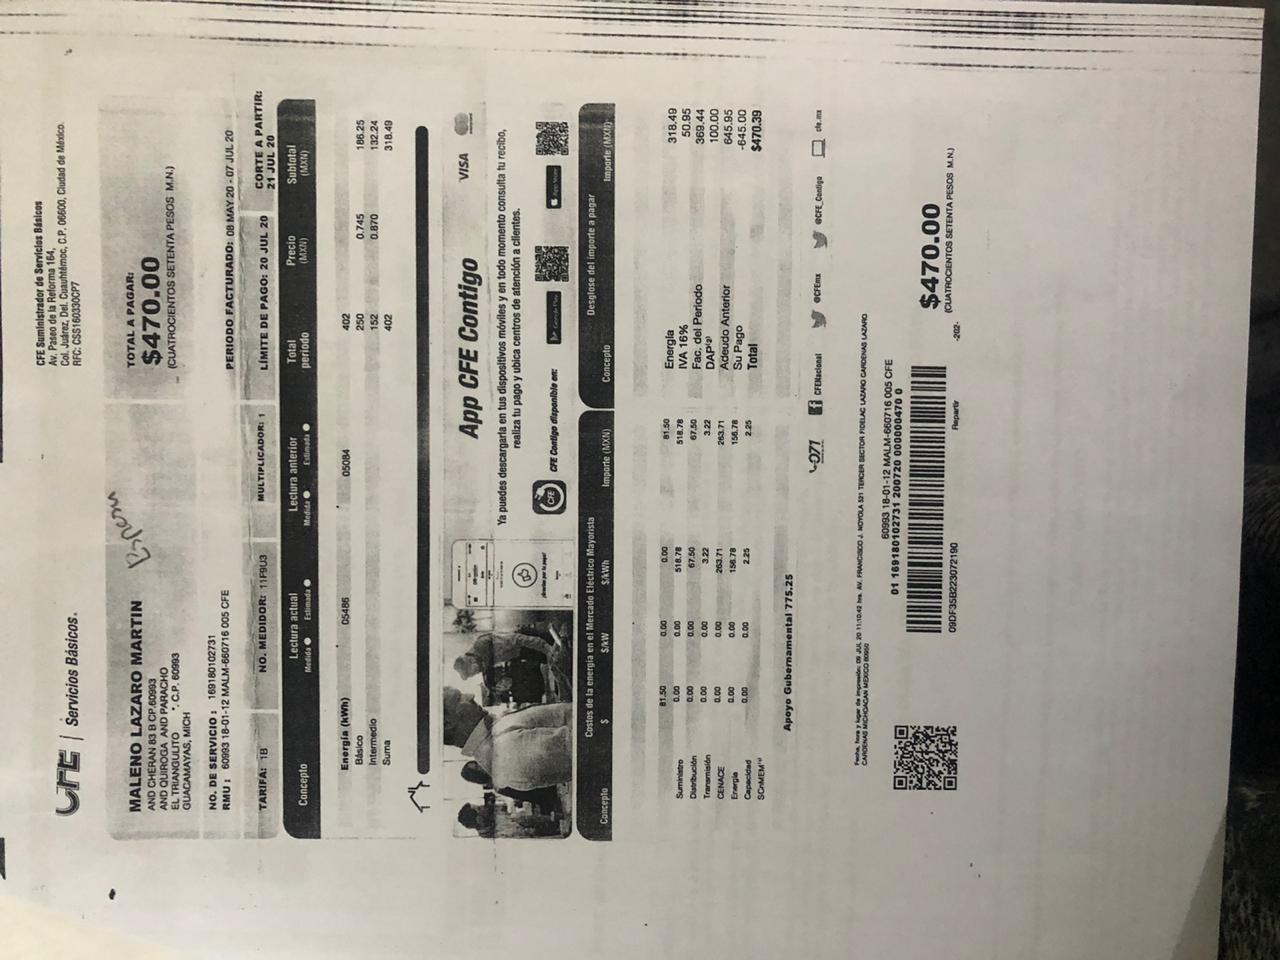 CFE | Servicios Básicos.
CFE Suministrador de Servicios Básicos
Av. Paseo de la Reforma 164,
Col. Juárez, Del. Cuauhtémoc, C.P. 06600, Ciudad de México.
RFC: CSS160330CP7
MALENO LAZARO MARTIN
AND CHERAN 83 B CP.60993
AND QUIROGA AND PARACHO
EL TRIANGULITO *. C.P. 60993
GUACAMAYAS, MICH
TOTAL A PAGAR:
$470.00
(CUATROCIENTOS SETENTA PESOS M.N.)
NO. DE SERVICIO : 169180102731
RMU : 60993 18-01-12 MALM-660716 005 CFE
PERIODO FACTURADO: 08 MAY 20 - 07 JUL 20
TARIFA: 1B NO. MEDIDOR: 11F9U3 MULTIPLICADOR: 1 LÍMITE DE PAGO: 20 JUL 20 CORTE A PARTIR: 21 JUL 20
Concepto Lectura actual Lectura anterior Total periodo Precio (MXN) Subtotal (MXN)
Medida Estimada Medida Estimada
Energía (kWh) 05486 05084 402
Básico 250 0.745 186.25
Intermedio 152 0.870 132.24
Suma 402 318.49
App CFE Contigo VISA
Ya puedes descargarla en tus dispositivos móviles y en todo momento consulta tu recibo,
realiza tu pago y ubica centros de atención a clientes.
CFE CFE Contigo disponible en: Google Play App Store
Costos de la energía en el Mercado Eléctrico Mayorista
Concepto $ $/kW $/kWh Importe (MXN)
Suministro 81.50 0.00 0.00 81.50
Distribución 0.00 0.00 518.78 518.78
Transmisión 0.00 0.00 67.50 67.50
CENACE 0.00 0.00 3.22 3.22
Energía 0.00 0.00 263.71 263.71
Capacidad 0.00 0.00 156.78 156.78
SCnMEM 0.00 0.00 2.25 2.25
Desglose del importe a pagar
Concepto Importe (MXN)
Energía 318.49
IVA 16% 50.95
Fac. del Periodo 369.44
DAP 100.00
Adeudo Anterior 645.95
Su Pago -645.00
Total $470.39
Apoyo Gubernamental 775.25
071 CFENacional @CFEmx @CFE_Contigo cfe.mx
Fecha, hora y lugar de impresión: 09 JUL 20 11:10:42 hrs. AV. FRANCISCO J. NOYOLA 521 TERCER SECTOR FIDELAC LAZARO CARDENAS LAZARO
CARDENAS MICHOACAN MEXICO 60950
60993 18-01-12 MALM-660716 005 CFE
01 169180102731 200720 000000470 0
09DF35B223072190 Repartir -202-
$470.00
(CUATROCIENTOS SETENTA PESOS M.N.)